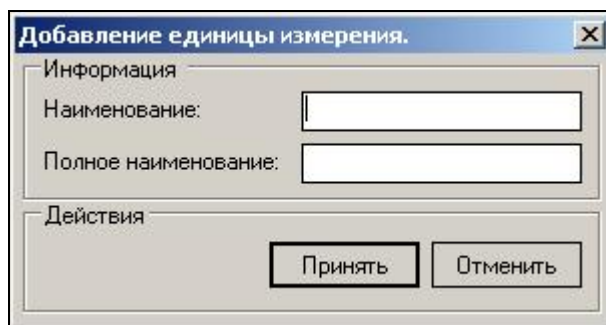 Добавление единицы измерения.
Информация
Наименование:
Полное наименование:
Действия
Принять Отменить